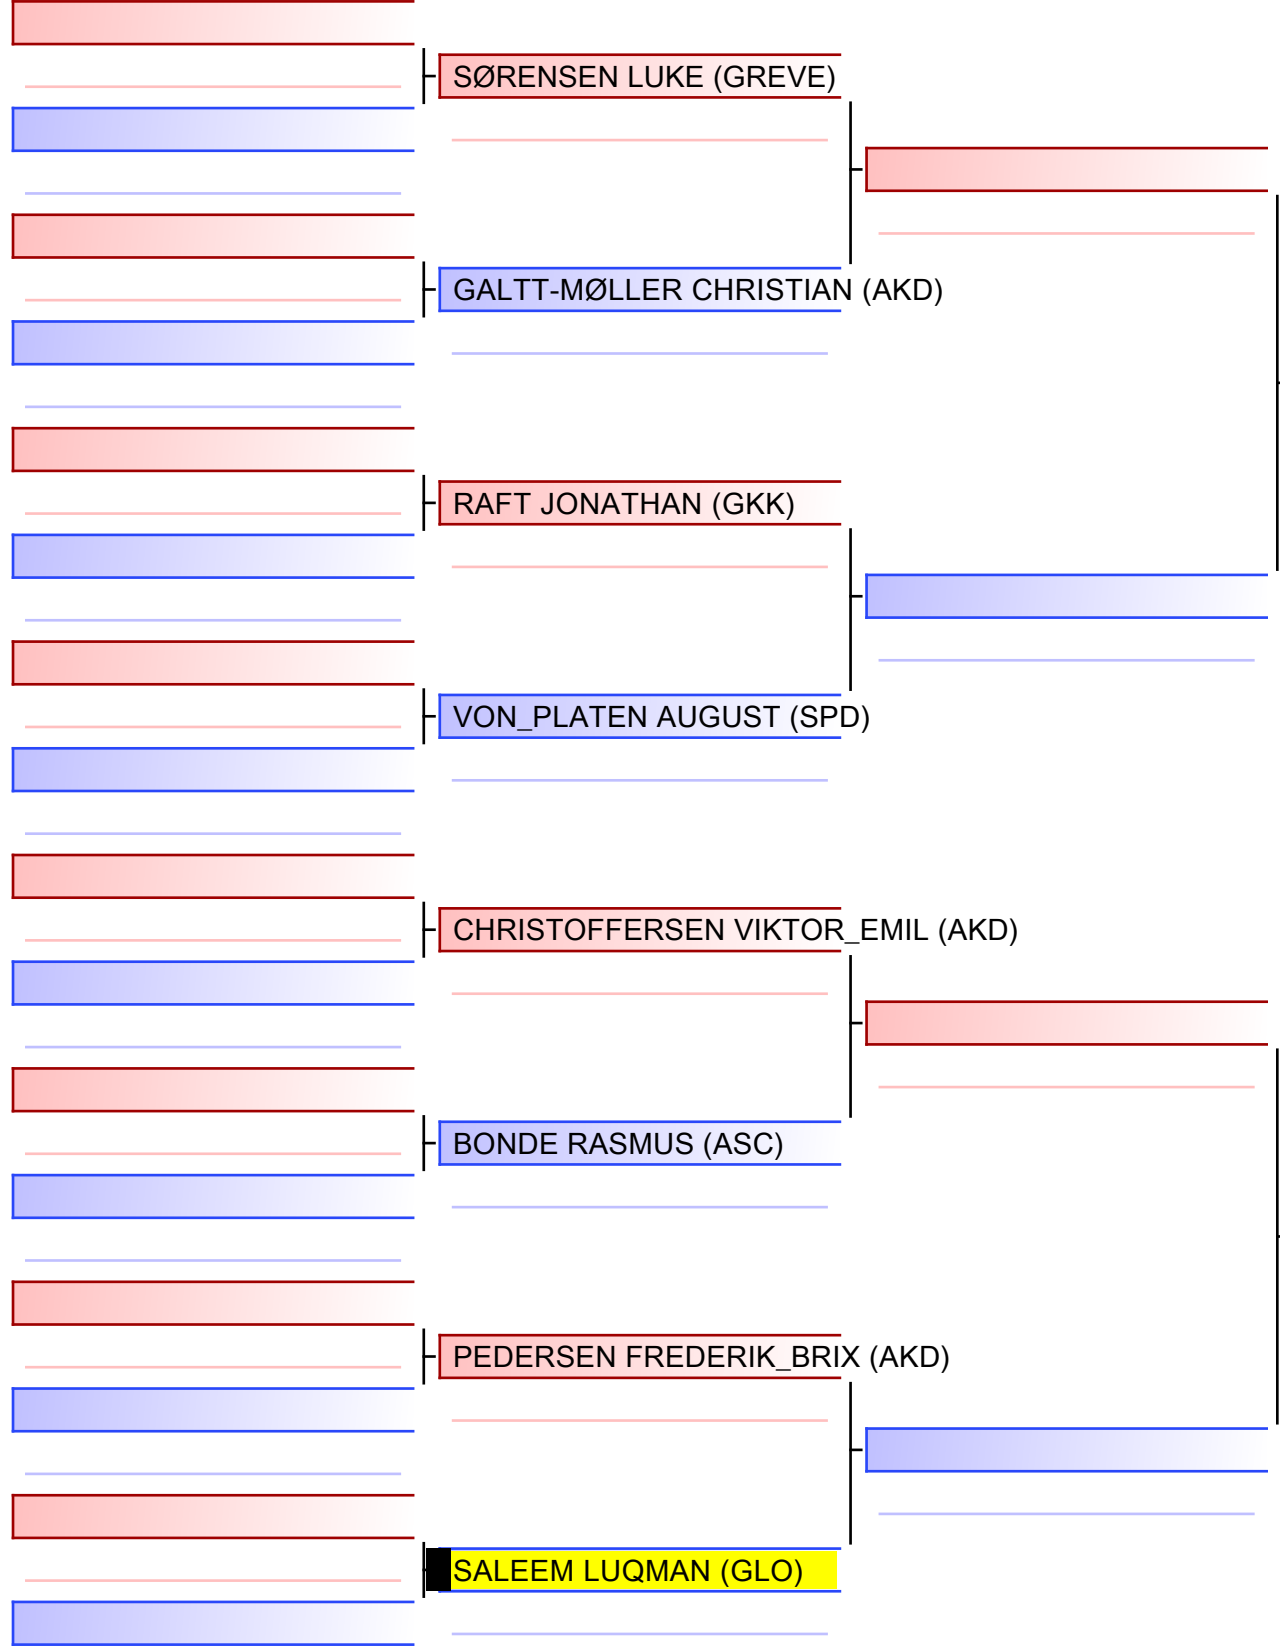 SØRENSEN LUKE (GREVE)
GALTT-MØLLER CHRISTIAN (AKD)
RAFT JONATHAN (GKK)
VON_PLATEN AUGUST (SPD)
CHRISTOFFERSEN VIKTOR_EMIL (AKD)
BONDE RASMUS (ASC)
PEDERSEN FREDERIK_BRIX (AKD)
SALEEM LUQMAN (GLO)